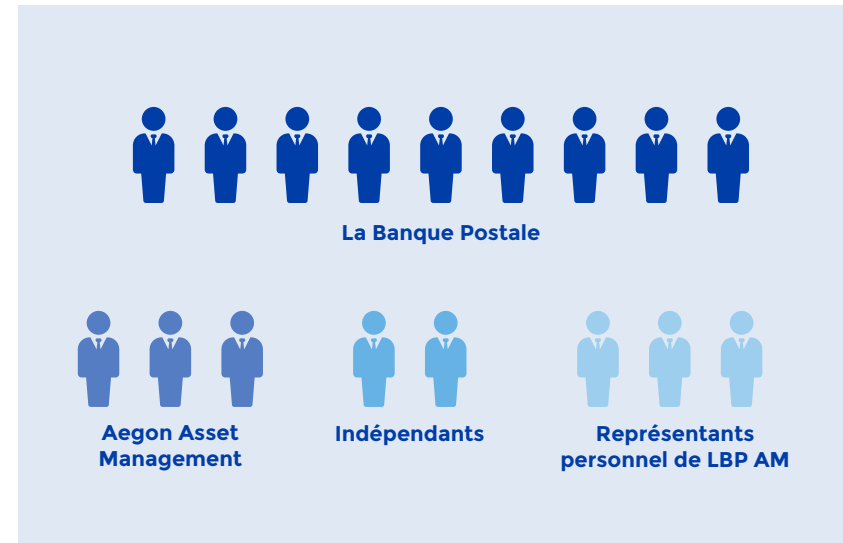 La Banque Postale
Aegon Asset
Management
Indépendants
Représentants
personnel de LBP AM